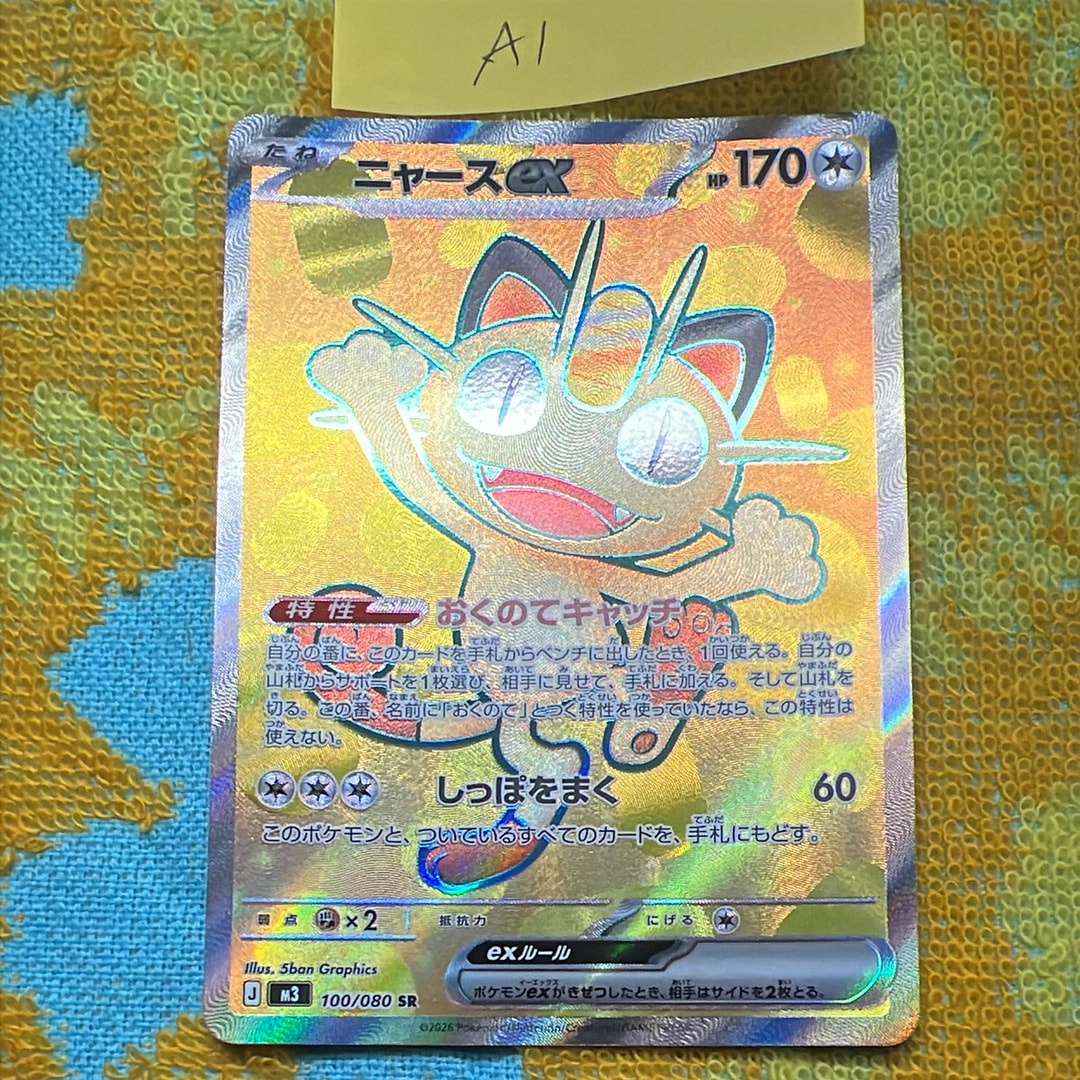 A1
たね ニャースex HP 170
特性 おくのてキャッチ
自分の番に、このカードを手札からベンチに出したとき、1回使える。自分の
山札からサポートを1枚選び、相手に見せて、手札に加える。そして山札を
切る。この番、名前に「おくのて」とつく特性を使っていたなら、この特性は
使えない。
しっぽをまく 60
このポケモンと、ついているすべてのカードを、手札にもどす。
弱点 ×2 抵抗力 にげる
exルール
ポケモンexがきぜつしたとき、相手はサイドを2枚とる。
Illus. 5ban Graphics
J M3 100/080 SR
©2026 Pokémon/Nintendo/Creatures/GAME